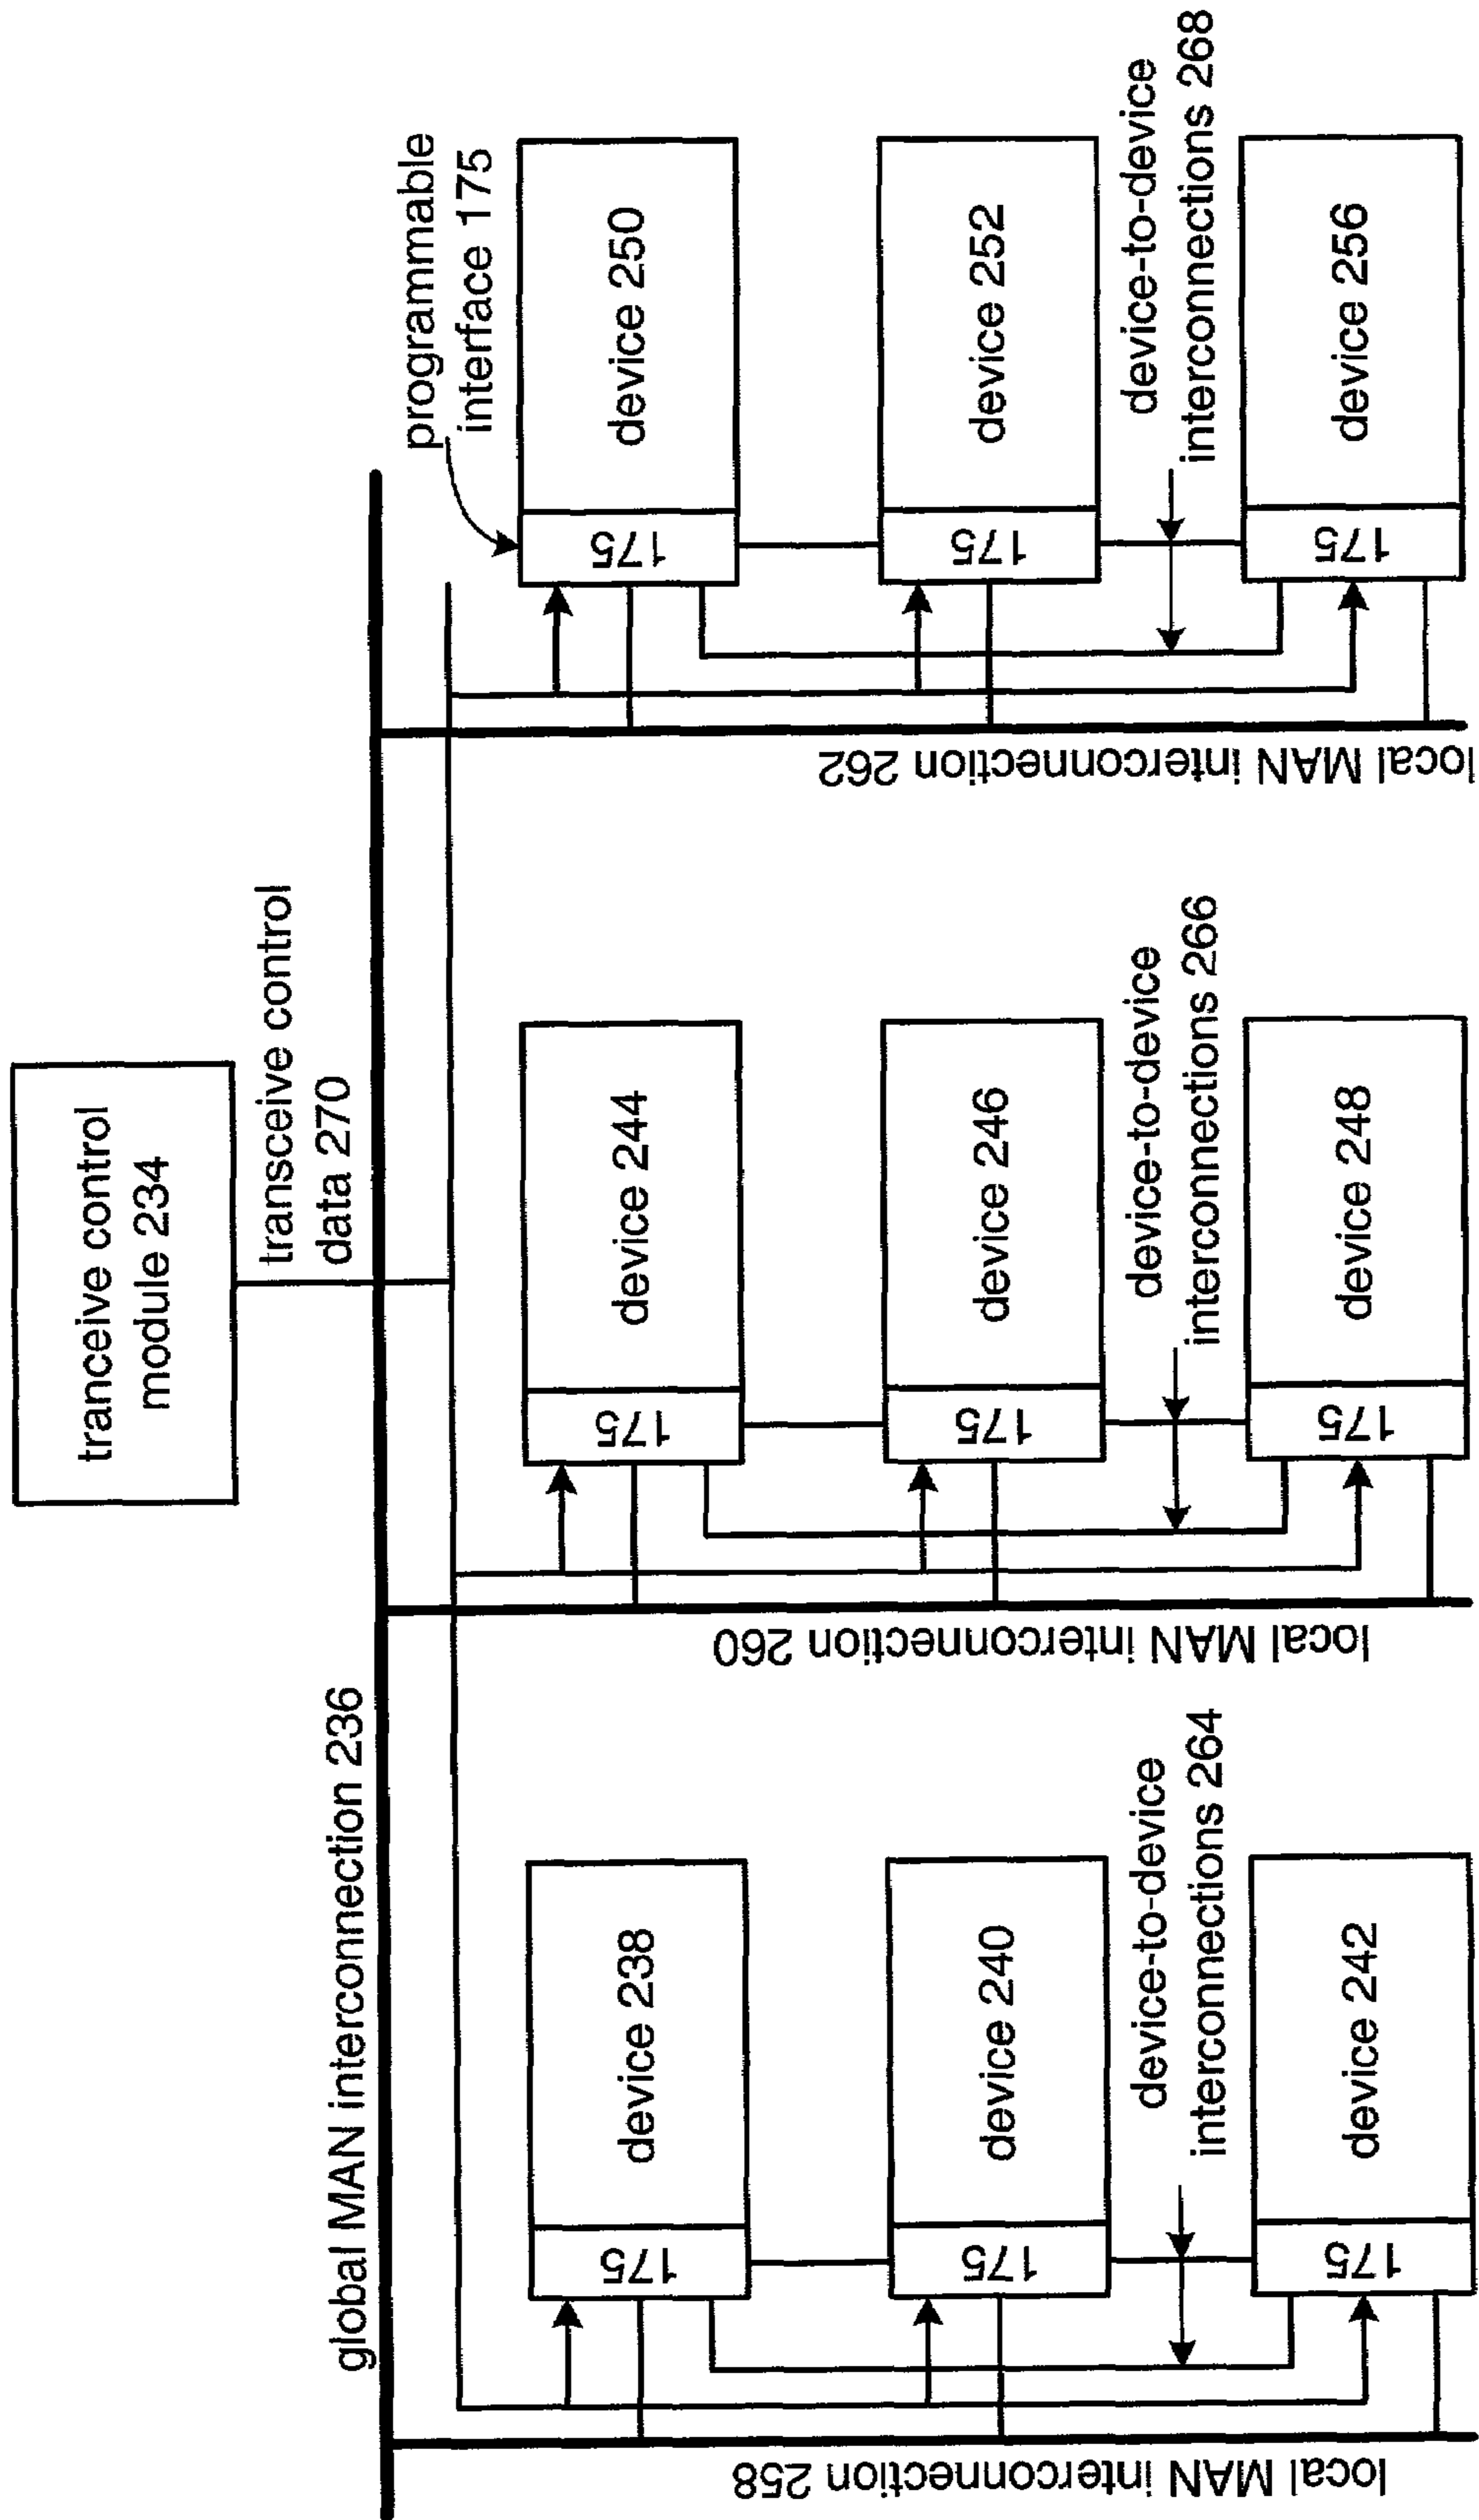 tranceive control
module 234
transceive control
data 270
global MAN interconnection 236
programmable
interface 175
device 238
175
device 244
175
device 250
175
device 240
175
device 246
175
device 252
175
device-to-device
interconnections 264
device-to-device
interconnections 266
device-to-device
interconnections 268
device 242
175
device 248
175
device 256
175
local MAN interconnection 258
local MAN interconnection 260
local MAN interconnection 262